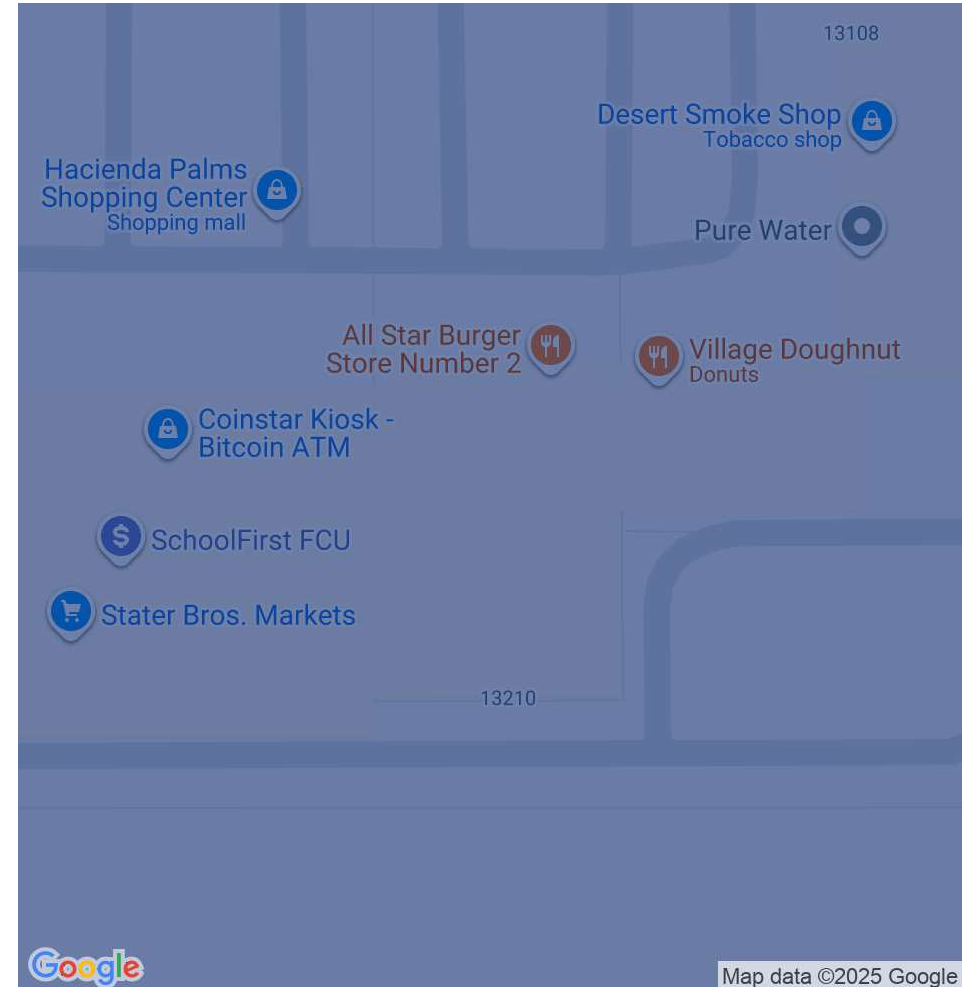 13108
Desert Smoke Shop
Tobacco shop
Hacienda Palms
Shopping Center
Shopping mall
Pure Water
All Star Burger
Store Number 2
Village Doughnut
Donuts
Coinstar Kiosk -
Bitcoin ATM
SchoolFirst FCU
Stater Bros. Markets
13210
Google
Map data ©2025 Google